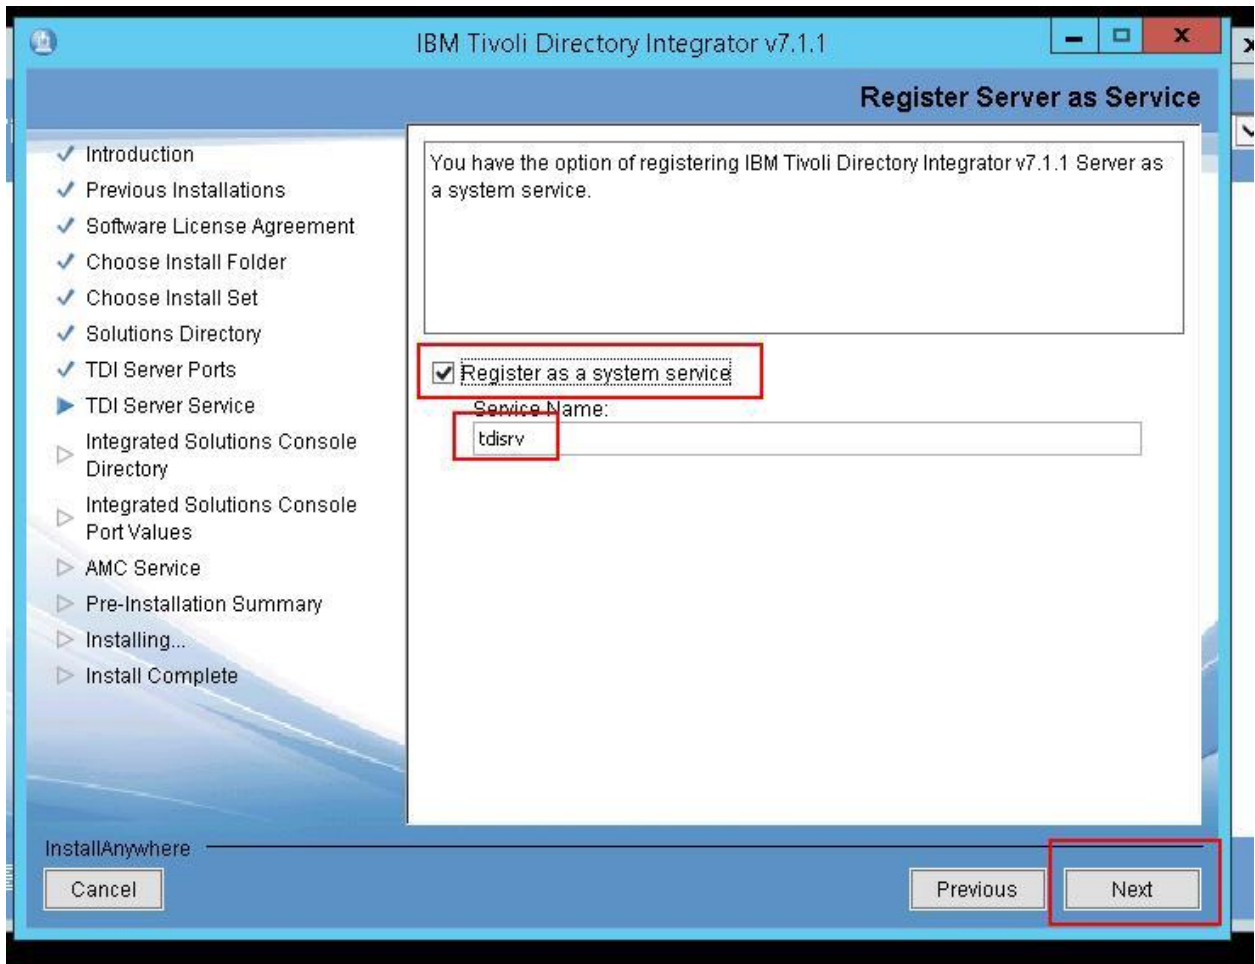 IBM Tivoli Directory Integrator v7.1.1
Register Server as Service
Introduction
Previous Installations
Software License Agreement
Choose Install Folder
Choose Install Set
Solutions Directory
TDI Server Ports
TDI Server Service
Integrated Solutions Console
Directory
Integrated Solutions Console
Port Values
AMC Service
Pre-Installation Summary
Installing...
Install Complete
You have the option of registering IBM Tivoli Directory Integrator v7.1.1 Server as
a system service.
Register as a system service
Service Name:
tdisrv
InstallAnywhere
Cancel
Previous
Next